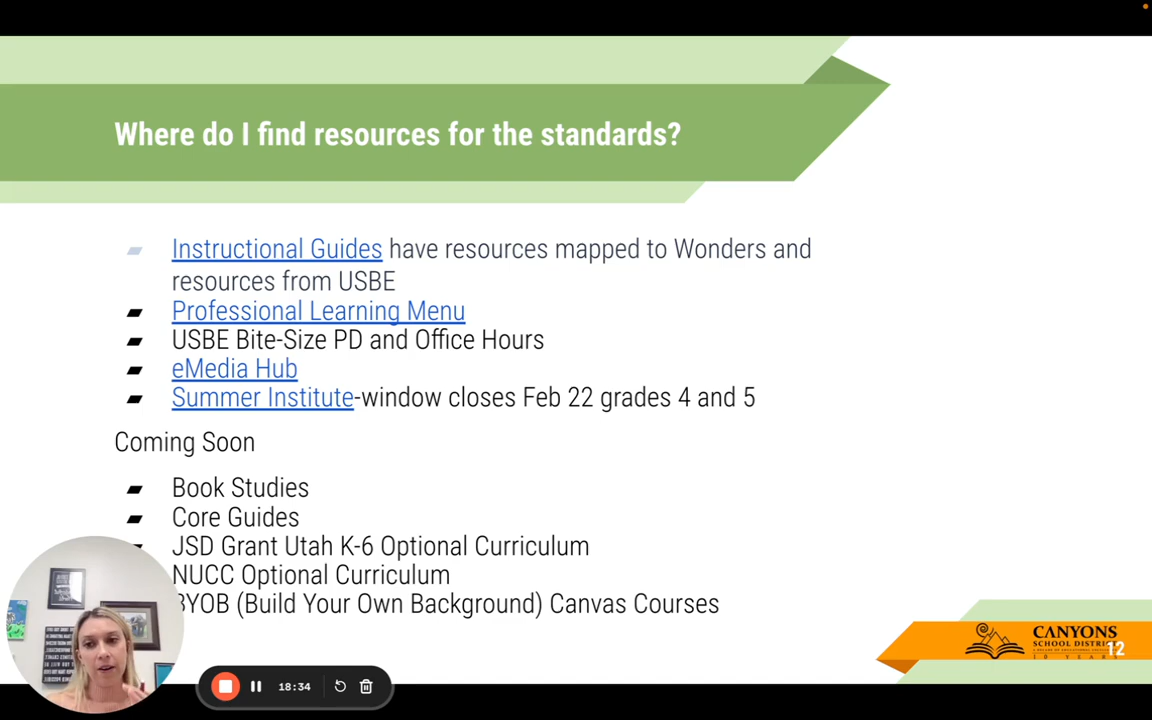 Where do I find resources for the standards?
Instructional Guides have resources mapped to Wonders and
resources from USBE
Professional Learning Menu
USBE Bite-Size PD and Office Hours
eMedia Hub
Summer Institute-window closes Feb 22 grades 4 and 5
Coming Soon
Book Studies
Core Guides
JSD Grant Utah K-6 Optional Curriculum
NUCC Optional Curriculum
BYOB (Build Your Own Background) Canvas Courses
CANYONS
SCHOOL DISTRICT
10 YEARS
12
18:34